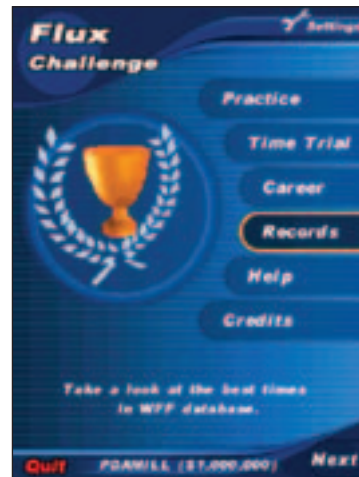 Flux
Challenge
Settings
Practice
Time Trial
Career
Records
Help
Credits
Take a look at the best times
in WFF database.
Quit
PDAMILL ($1,000,000)
Next